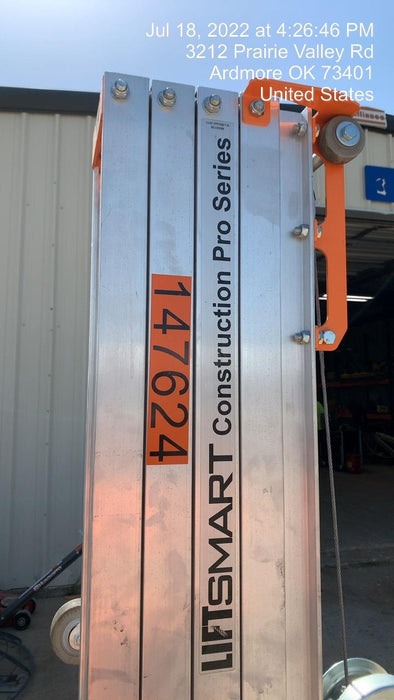 Jul 18, 2022 at 4:26:46 PM
3212 Prairie Valley Rd
Ardmore OK 73401
United States
147624
LIFTSMART Construction Pro Series
3